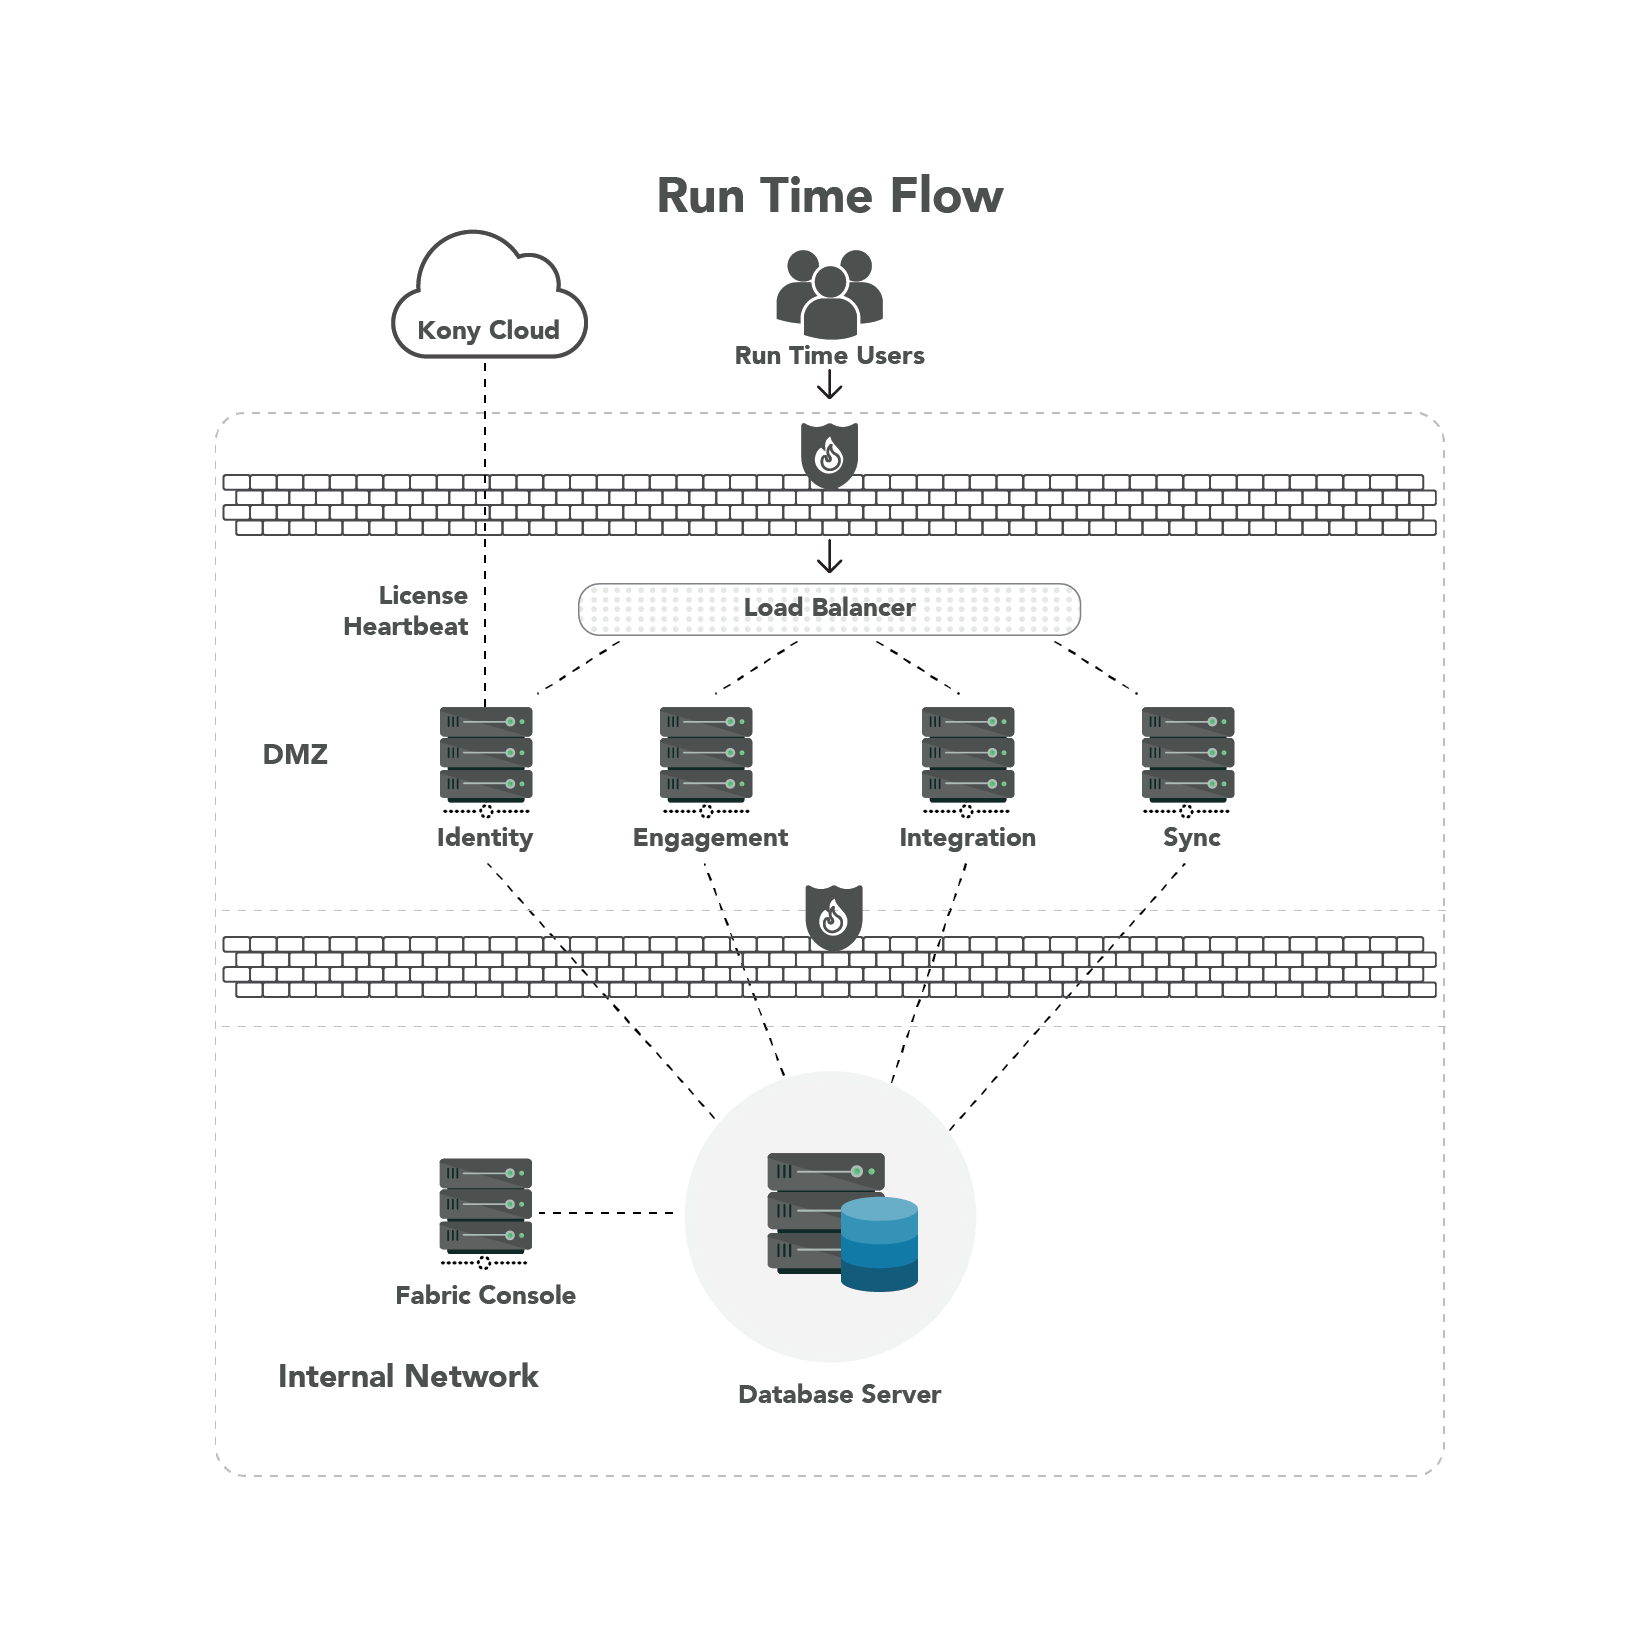 Run Time Flow
Kony Cloud
Run Time Users
License
Heartbeat
Load Balancer
DMZ
Identity
Engagement
Integration
Sync
Fabric Console
Internal Network
Database Server